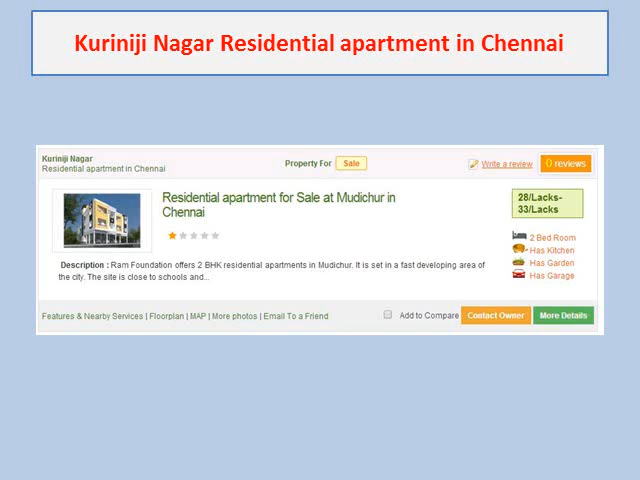 Kuriniji Nagar Residential apartment in Chennai
Kuriniji Nagar
Residential apartment in Chennai
Property For Sale
Write a review
0 reviews
Residential apartment for Sale at Mudichur in
Chennai
28/Lacks-
33/Lacks
2 Bed Room
Has Kitchen
Has Garden
Has Garage
Description : Ram Foundation offers 2 BHK residential apartments in Mudichur. It is set in a fast developing area of
the city. The site is close to schools and...
Features & Nearby Services | Floorplan | MAP | More photos | Email To a Friend
Add to Compare
Contact Owner
More Details